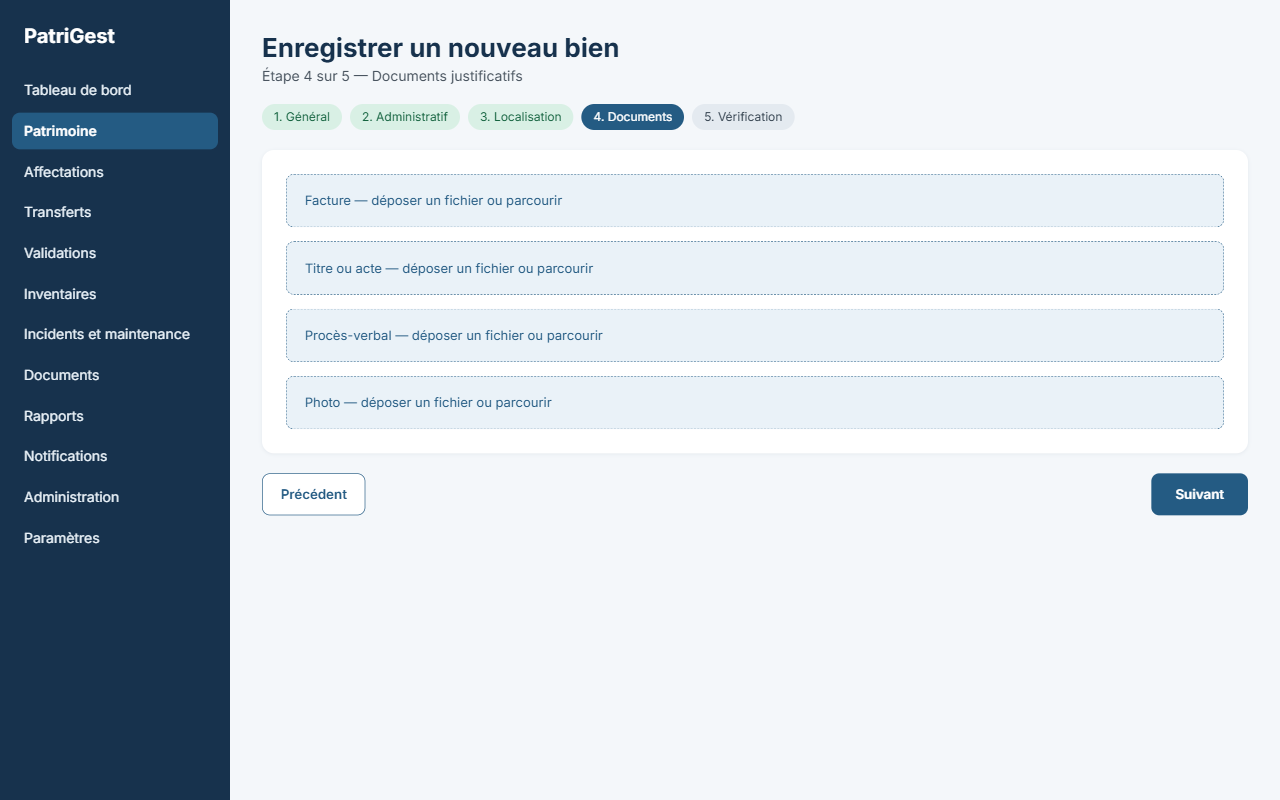 PatriGest
Tableau de bord
Patrimoine
Affectations
Transferts
Validations
Inventaires
Incidents et maintenance
Documents
Rapports
Notifications
Administration
Paramètres
Enregistrer un nouveau bien
Étape 4 sur 5 — Documents justificatifs
1. Général
2. Administratif
3. Localisation
4. Documents
5. Vérification
Facture — déposer un fichier ou parcourir
Titre ou acte — déposer un fichier ou parcourir
Procès-verbal — déposer un fichier ou parcourir
Photo — déposer un fichier ou parcourir
Précédent
Suivant